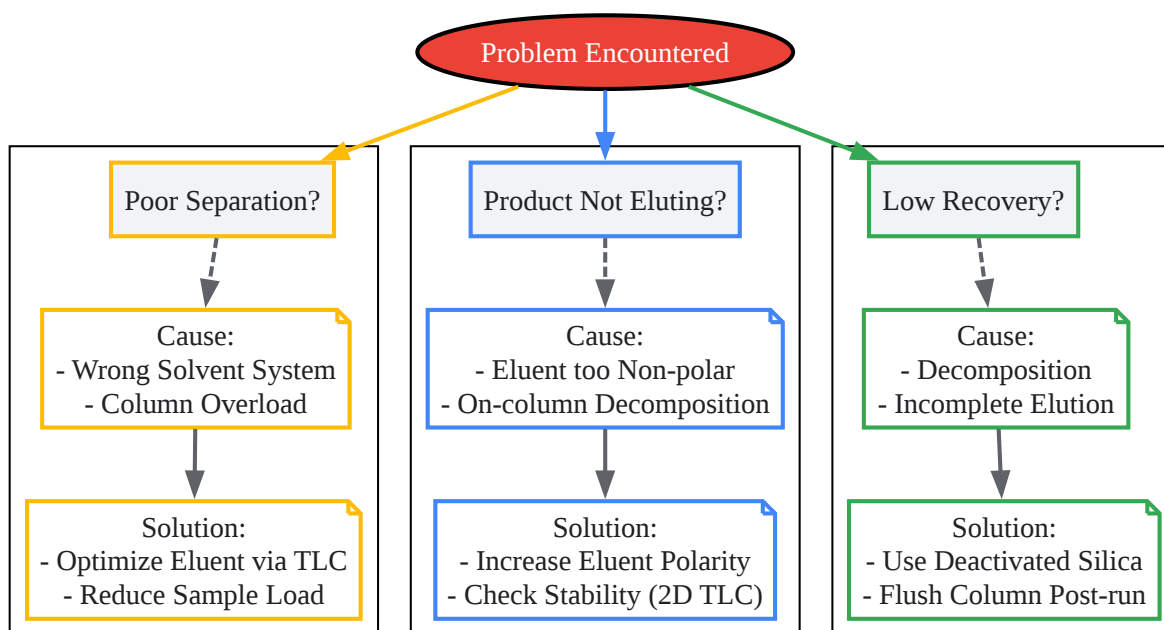 Problem Encountered
Poor Separation?
Cause:
- Wrong Solvent System
- Column Overload
Solution:
- Optimize Eluent via TLC
- Reduce Sample Load
Product Not Eluting?
Cause:
- Eluent too Non-polar
- On-column Decomposition
Solution:
- Increase Eluent Polarity
- Check Stability (2D TLC)
Low Recovery?
Cause:
- Decomposition
- Incomplete Elution
Solution:
- Use Deactivated Silica
- Flush Column Post-run